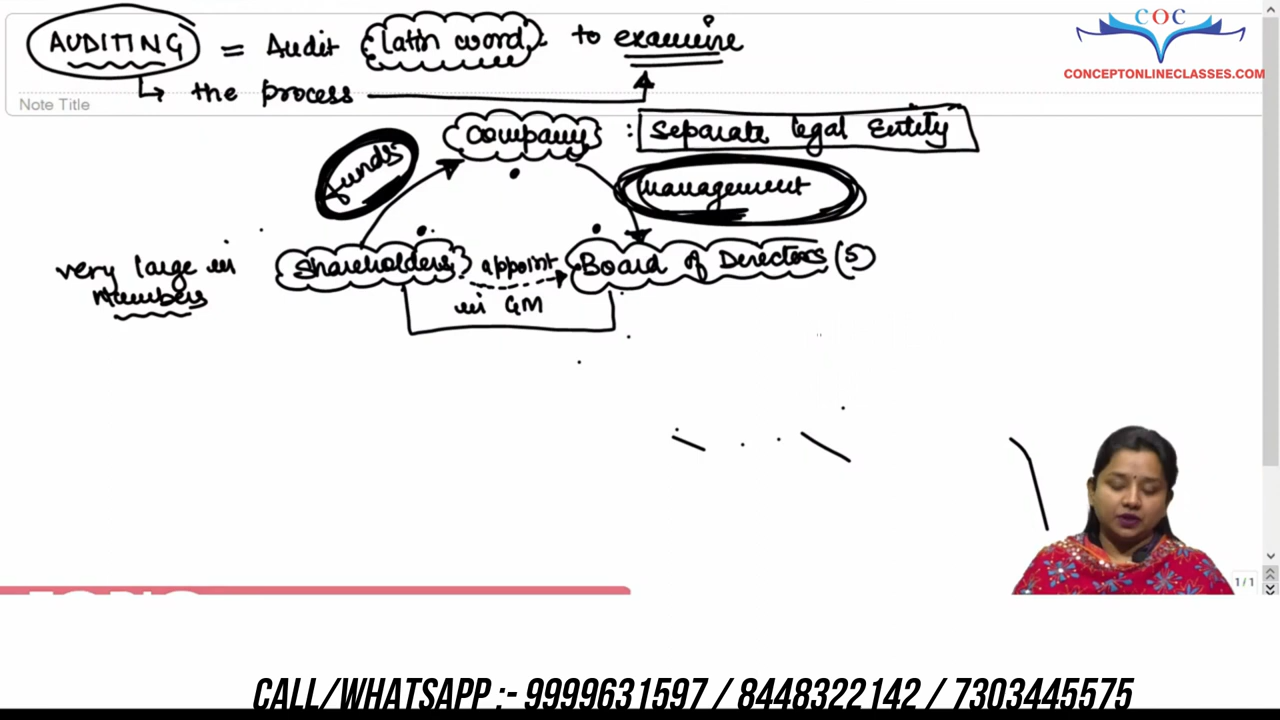 AUDITING = Audit (latin word) to examine
COC
CONCEPTONLINECLASSES.COM
↳ the process
Note Title
company : Separate legal Entity
funds
management
very large in numbers
shareholders appoint in GM Board of Directors (5)
1 / 1
CALL/WHATSAPP :- 9999631597 / 8448322142 / 7303445575